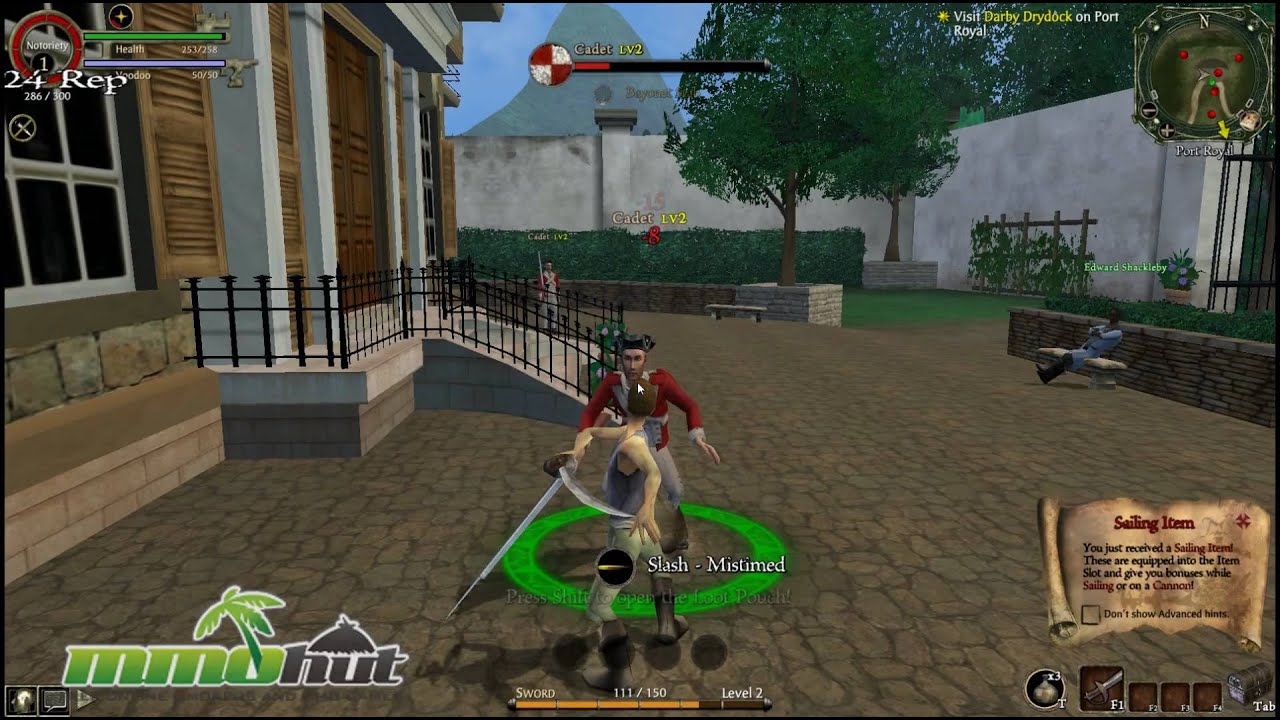 Notoriety
1
24 Rep
286 / 300
Health 253/258
Voodoo 50/50
Cadet LV2
Visit Darby Drydock on Port
Royal
N
Port Royal
15
Cadet LV2
-8
Cadet LV2
Edward Shackleby
Slash - Mistimed
Press Shift to open the Loot Pouch!
Sailing Item
You just received a Sailing Item!
These are equipped into the Item
Slot and give you bonuses while
Sailing or on a Cannon!
Don't show Advanced hints.
mmohut
Sword 111 / 150 Level 2
x3
T
F1
F2
F3
F4
Tab